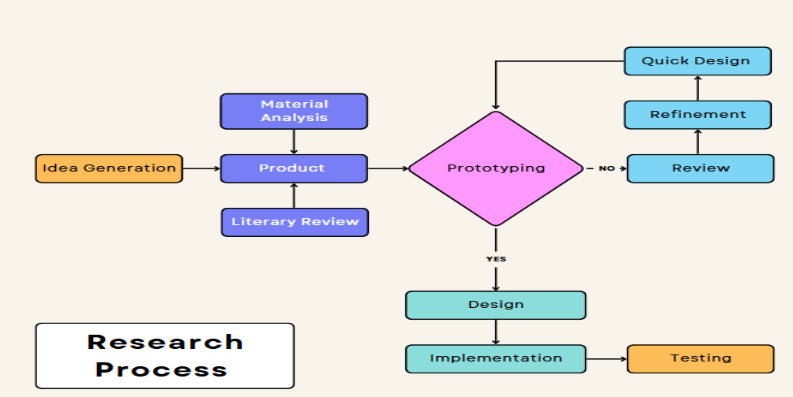 Quick Design
Material
Analysis
Refinement
Idea Generation
Product
Prototyping
NO
Review
Literary Review
YES
Design
Research
Process
Implementation
Testing